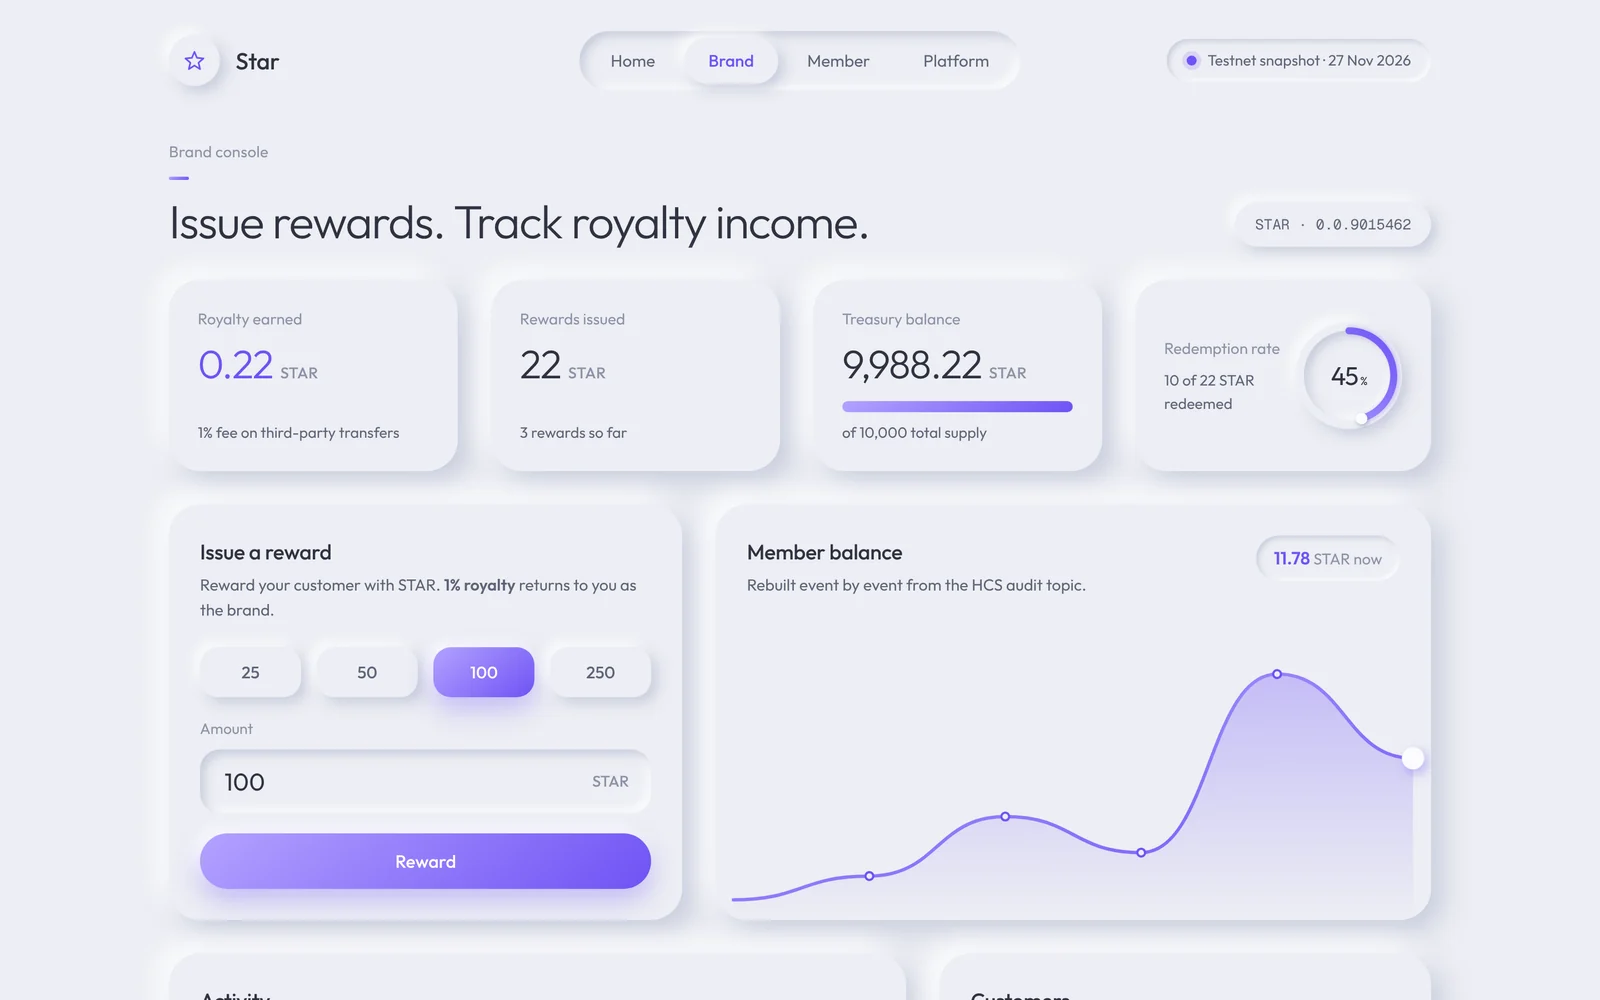 Star
Home
Brand
Member
Platform
Testnet snapshot · 27 Nov 2026
Brand console
Issue rewards. Track royalty income.
STAR · 0.0.9015462
Royalty earned
0.22 STAR
1% fee on third-party transfers
Rewards issued
22 STAR
3 rewards so far
Treasury balance
9,988.22 STAR
of 10,000 total supply
Redemption rate
10 of 22 STAR
redeemed
45%
Issue a reward
Reward your customer with STAR. 1% royalty returns to you as
the brand.
25
50
100
250
Amount
100
STAR
Reward
Member balance
Rebuilt event by event from the HCS audit topic.
11.78 STAR now
Activity
Customers